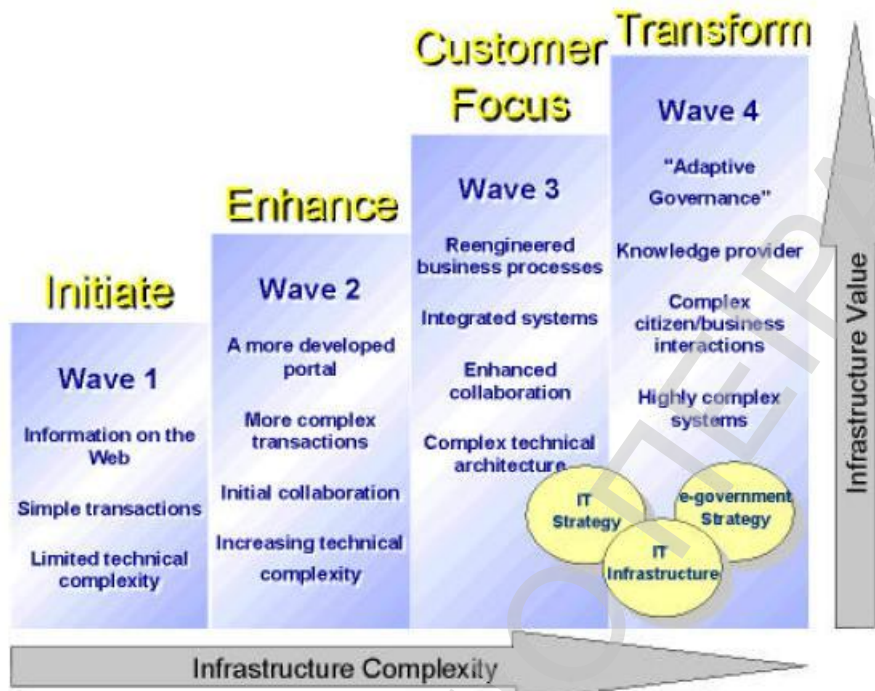 Initiate
Wave 1
Information on the
Web
Simple transactions
Limited technical
complexity
Enhance
Wave 2
A more developed
portal
More complex
transactions
Initial collaboration
Increasing technical
complexity
Customer
Focus
Wave 3
Reengineered
business processes
Integrated systems
Enhanced
collaboration
Complex technical
architecture
Transform
Wave 4
"Adaptive
Governance"
Knowledge provider
Complex
citizen/business
interactions
Highly complex
systems
IT
Strategy
e-government
Strategy
IT
Infrastructure
Infrastructure Value
Infrastructure Complexity